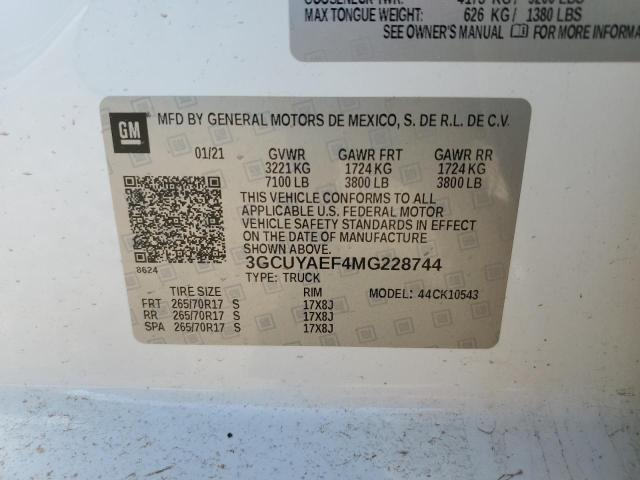 MAX TONGUE WEIGHT: 626 KG / 1380 LBS
SEE OWNER'S MANUAL FOR MORE
GM
MFD BY GENERAL MOTORS DE MEXICO, S. DE R.L. DE C.V.
01/21 GVWR GAWR FRT GAWR RR
3221 KG 1724 KG 1724 KG
7100 LB 3800 LB 3800 LB
THIS VEHICLE CONFORMS TO ALL
APPLICABLE U.S. FEDERAL MOTOR
VEHICLE SAFETY STANDARDS IN EFFECT
ON THE DATE OF MANUFACTURE
SHOWN ABOVE.
8624 3GCUYAEF4MG228744
TYPE: TRUCK
TIRE SIZE RIM MODEL: 44CK10543
FRT 265/70R17 S 17X8J
RR 265/70R17 S 17X8J
SPA 265/70R17 S 17X8J